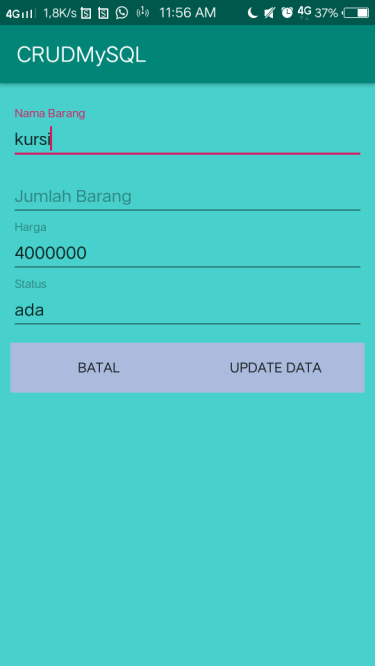 4G 1,8K/s 11:56 AM 4G 37%
CRUDMySQL
Nama Barang
kursi
Jumlah Barang
Harga
4000000
Status
ada
BATAL UPDATE DATA